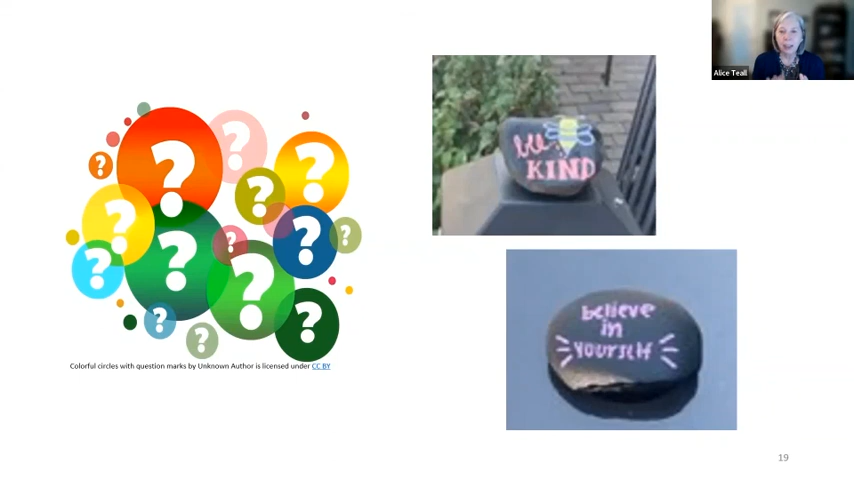 Alice Teall
bee
KIND
believe
in
yourself
Colorful circles with question marks by Unknown Author is licensed under CC BY
? ? ? ? ? ? ? ? ? ? ? ? ?
19